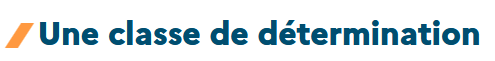 Une classe de détermination